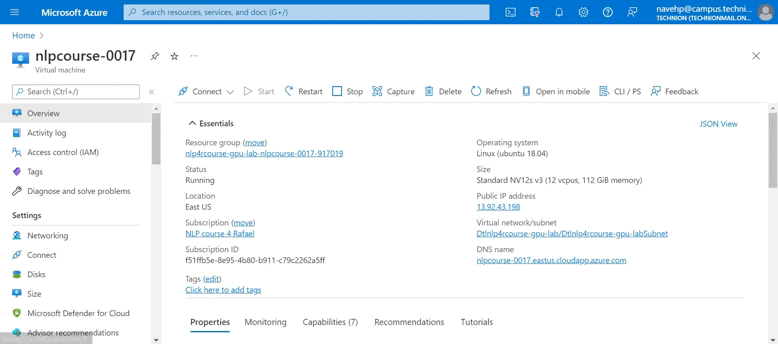 Microsoft Azure
Search resources, services, and docs (G+/)
navehp@campus.techni...
TECHNION (TECHNIONMAIL.ON...
Home
nlpcourse-0017
Virtual machine
Search (Ctrl+/)
Connect
Start
Restart
Stop
Capture
Delete
Refresh
Open in mobile
CLI / PS
Feedback
Overview
Activity log
Access control (IAM)
Tags
Diagnose and solve problems
Settings
Networking
Connect
Disks
Size
Microsoft Defender for Cloud
Advisor recommendations
Essentials
JSON View
Resource group (move)
nlp4rcourse-gpu-lab-nlpcourse-0017-917019
Status
Running
Location
East US
Subscription (move)
NLP course 4 Rafael
Subscription ID
f51ffb5e-8e95-4b80-b911-c79c2262a5ff
Tags (edit)
Click here to add tags
Operating system
Linux (ubuntu 18.04)
Size
Standard NV12s v3 (12 vcpus, 112 GiB memory)
Public IP address
13.92.43.198
Virtual network/subnet
Dtlnlp4rcourse-gpu-lab/Dtlnlp4rcourse-gpu-labSubnet
DNS name
nlpcourse-0017.eastus.cloudapp.azure.com
Properties
Monitoring
Capabilities (7)
Recommendations
Tutorials